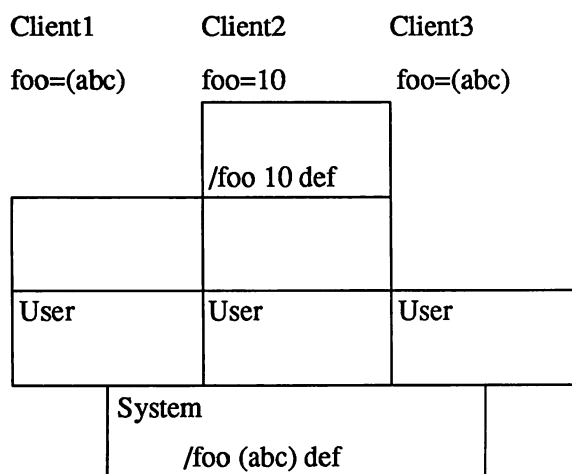 Client1 Client2 Client3
foo=(abc) foo=10 foo=(abc)
/foo 10 def
User User User
System
/foo (abc) def